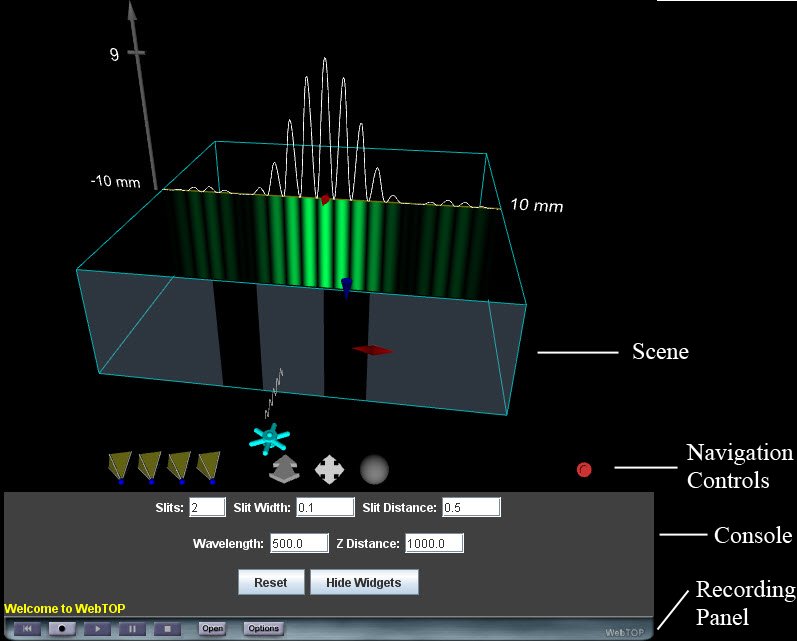 9
-10 mm
10 mm
Scene
Navigation
Controls
Slits: 2 Slit Width: 0.1 Slit Distance: 0.5
Console
Wavelength: 500.0 Z Distance: 1000.0
Reset Hide Widgets
Recording
Panel
Welcome to WebTOP
Open Options
WebTOP